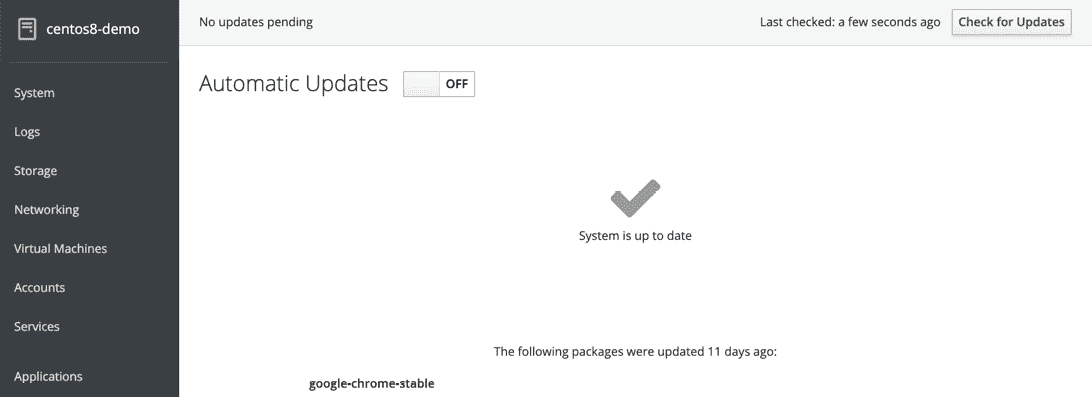 centos8-demo
System
Logs
Storage
Networking
Virtual Machines
Accounts
Services
Applications
No updates pending
Last checked: a few seconds ago
Check for Updates
Automatic Updates
OFF
System is up to date
The following packages were updated 11 days ago:
google-chrome-stable